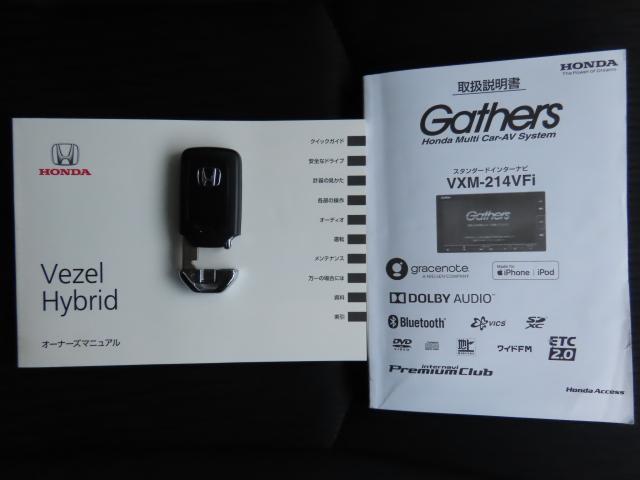 HONDA
Vezel
Hybrid
オーナーズマニュアル
クイックガイド
安全なドライブ
計器の見かた
各部の操作
オーディオ
運転
メンテナンス
万一の場合には
資料
索引
HONDA
The Power of Dreams
取扱説明書
Gathers
Honda Multi Car-AV System
スタンダードインターナビ
VXM-214VFi
Gathers
gracenote.
A NIELSEN COMPANY
Made for
iPhone | iPod
DOLBY AUDIO™
Bluetooth
VICS
SD XC
DVD
VIDEO
ワイドFM
ETC
2.0
internavi
Premium Club
Honda Access